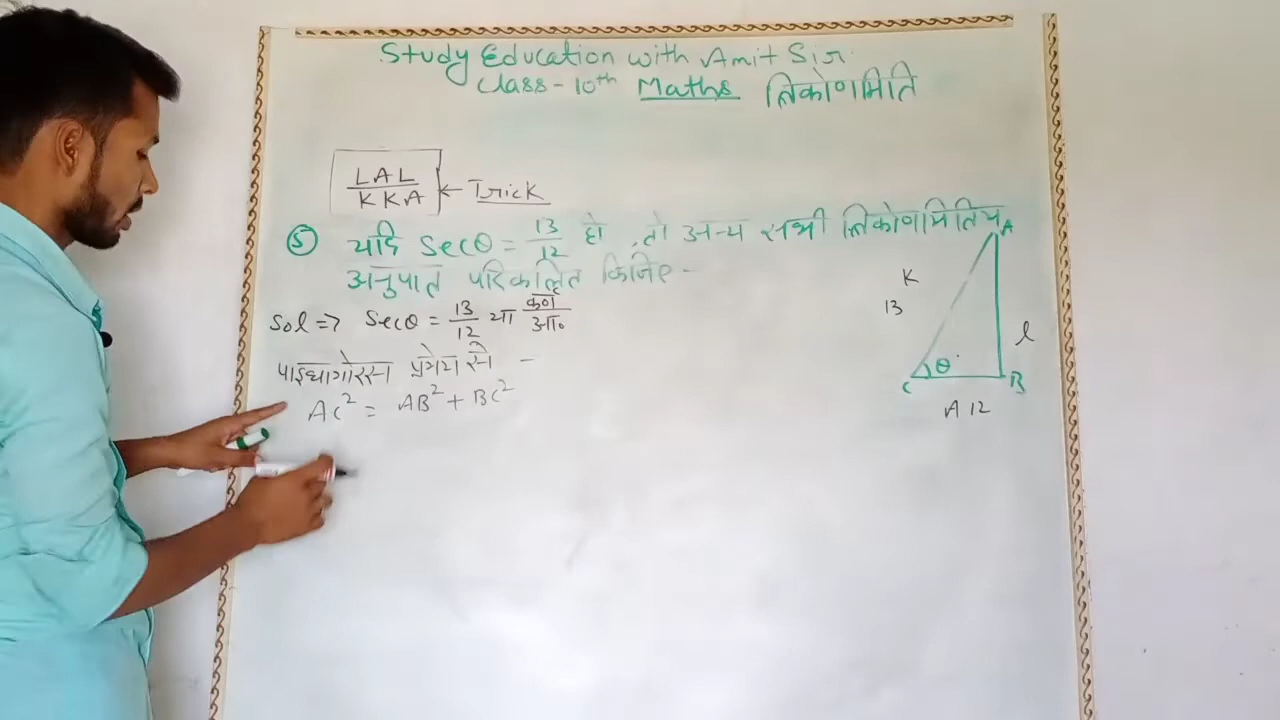 Study Education with Amit Sir
Class - 10th Maths त्रिकोणमिति
LAL
KKA ← Trick
⑤ यदि Secθ = 13/12 हो , तो अन्य सभी त्रिकोणमितिय
अनुपात परिकलित किजिए -
Sol ⇒ Secθ = 13/12 या कर्ण/आ०
पाइथागोरस प्रमेय से -
AC² = AB² + BC²
A
K
13
l
θ
C
B
A 12